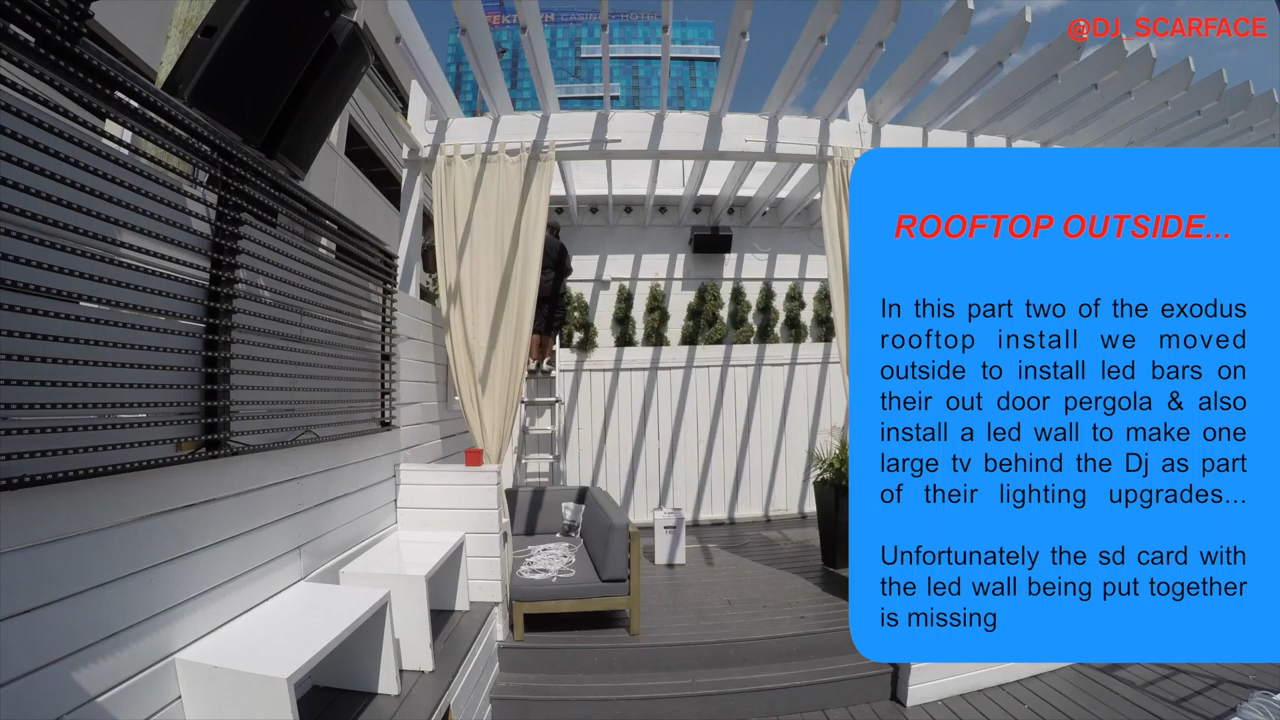 CASINO HOTEL
@DJ_SCARFACE
ROOFTOP OUTSIDE...
In this part two of the exodus
rooftop install we moved
outside to install led bars on
their out door pergola & also
install a led wall to make one
large tv behind the Dj as part
of their lighting upgrades...
Unfortunately the sd card with
the led wall being put together
is missing